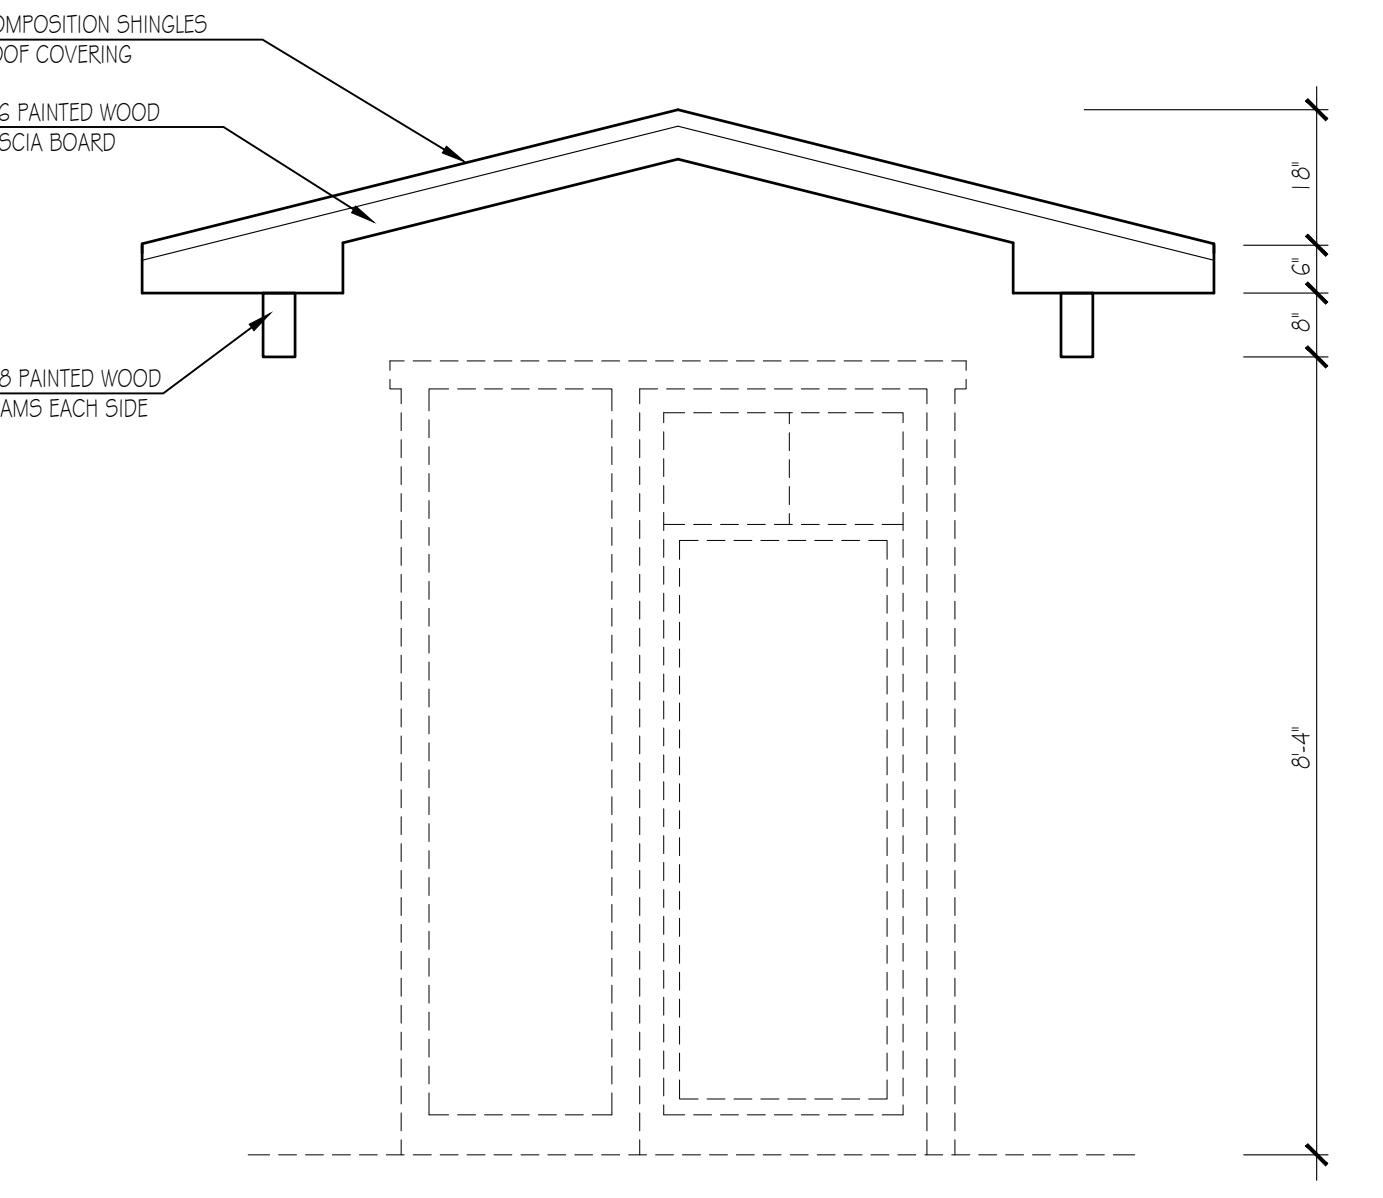 OMPOSITION SHINGLES
OOF COVERING
6 PAINTED WOOD
SCIA BOARD
8 PAINTED WOOD
AMS EACH SIDE
18"
6"
8"
8'-4"